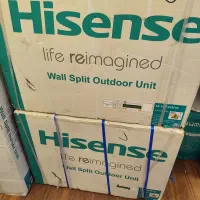 Hisense
life reimagined
Wall Split Outdoor Unit
Hisense
life reimagined
Wall Split Outdoor Unit